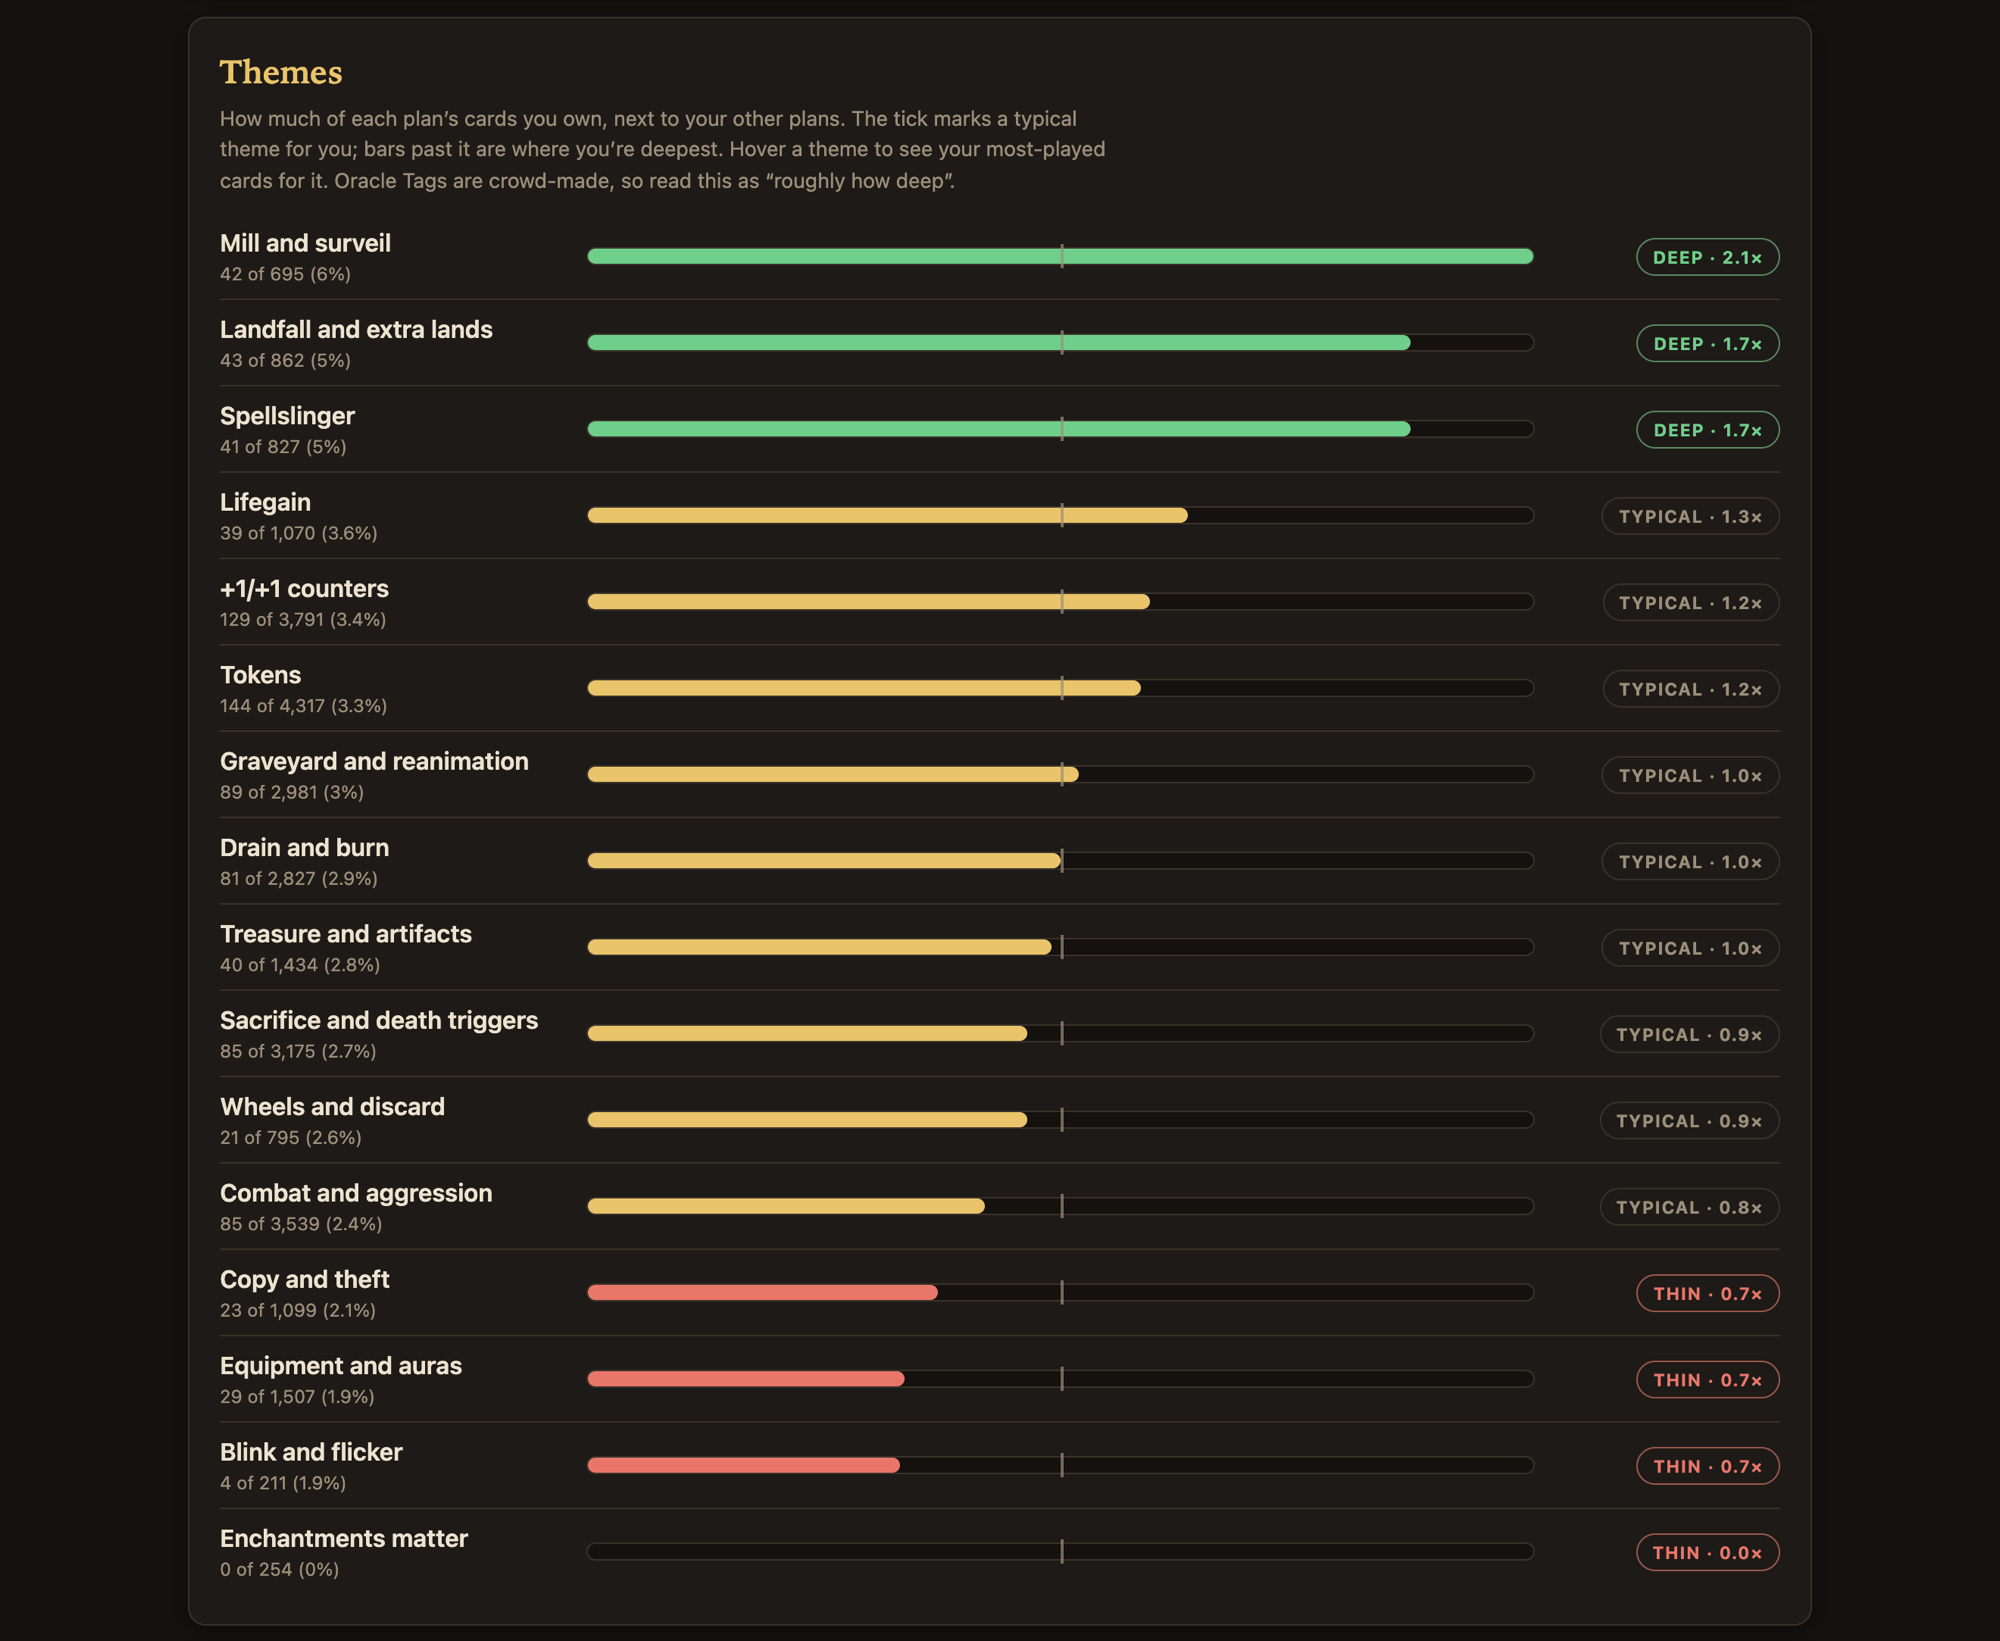 Themes
How much of each plan’s cards you own, next to your other plans. The tick marks a typical
theme for you; bars past it are where you’re deepest. Hover a theme to see your most-played
cards for it. Oracle Tags are crowd-made, so read this as “roughly how deep”.
Mill and surveil
42 of 695 (6%)
DEEP · 2.1×
Landfall and extra lands
43 of 862 (5%)
DEEP · 1.7×
Spellslinger
41 of 827 (5%)
DEEP · 1.7×
Lifegain
39 of 1,070 (3.6%)
TYPICAL · 1.3×
+1/+1 counters
129 of 3,791 (3.4%)
TYPICAL · 1.2×
Tokens
144 of 4,317 (3.3%)
TYPICAL · 1.2×
Graveyard and reanimation
89 of 2,981 (3%)
TYPICAL · 1.0×
Drain and burn
81 of 2,827 (2.9%)
TYPICAL · 1.0×
Treasure and artifacts
40 of 1,434 (2.8%)
TYPICAL · 1.0×
Sacrifice and death triggers
85 of 3,175 (2.7%)
TYPICAL · 0.9×
Wheels and discard
21 of 795 (2.6%)
TYPICAL · 0.9×
Combat and aggression
85 of 3,539 (2.4%)
TYPICAL · 0.8×
Copy and theft
23 of 1,099 (2.1%)
THIN · 0.7×
Equipment and auras
29 of 1,507 (1.9%)
THIN · 0.7×
Blink and flicker
4 of 211 (1.9%)
THIN · 0.7×
Enchantments matter
0 of 254 (0%)
THIN · 0.0×